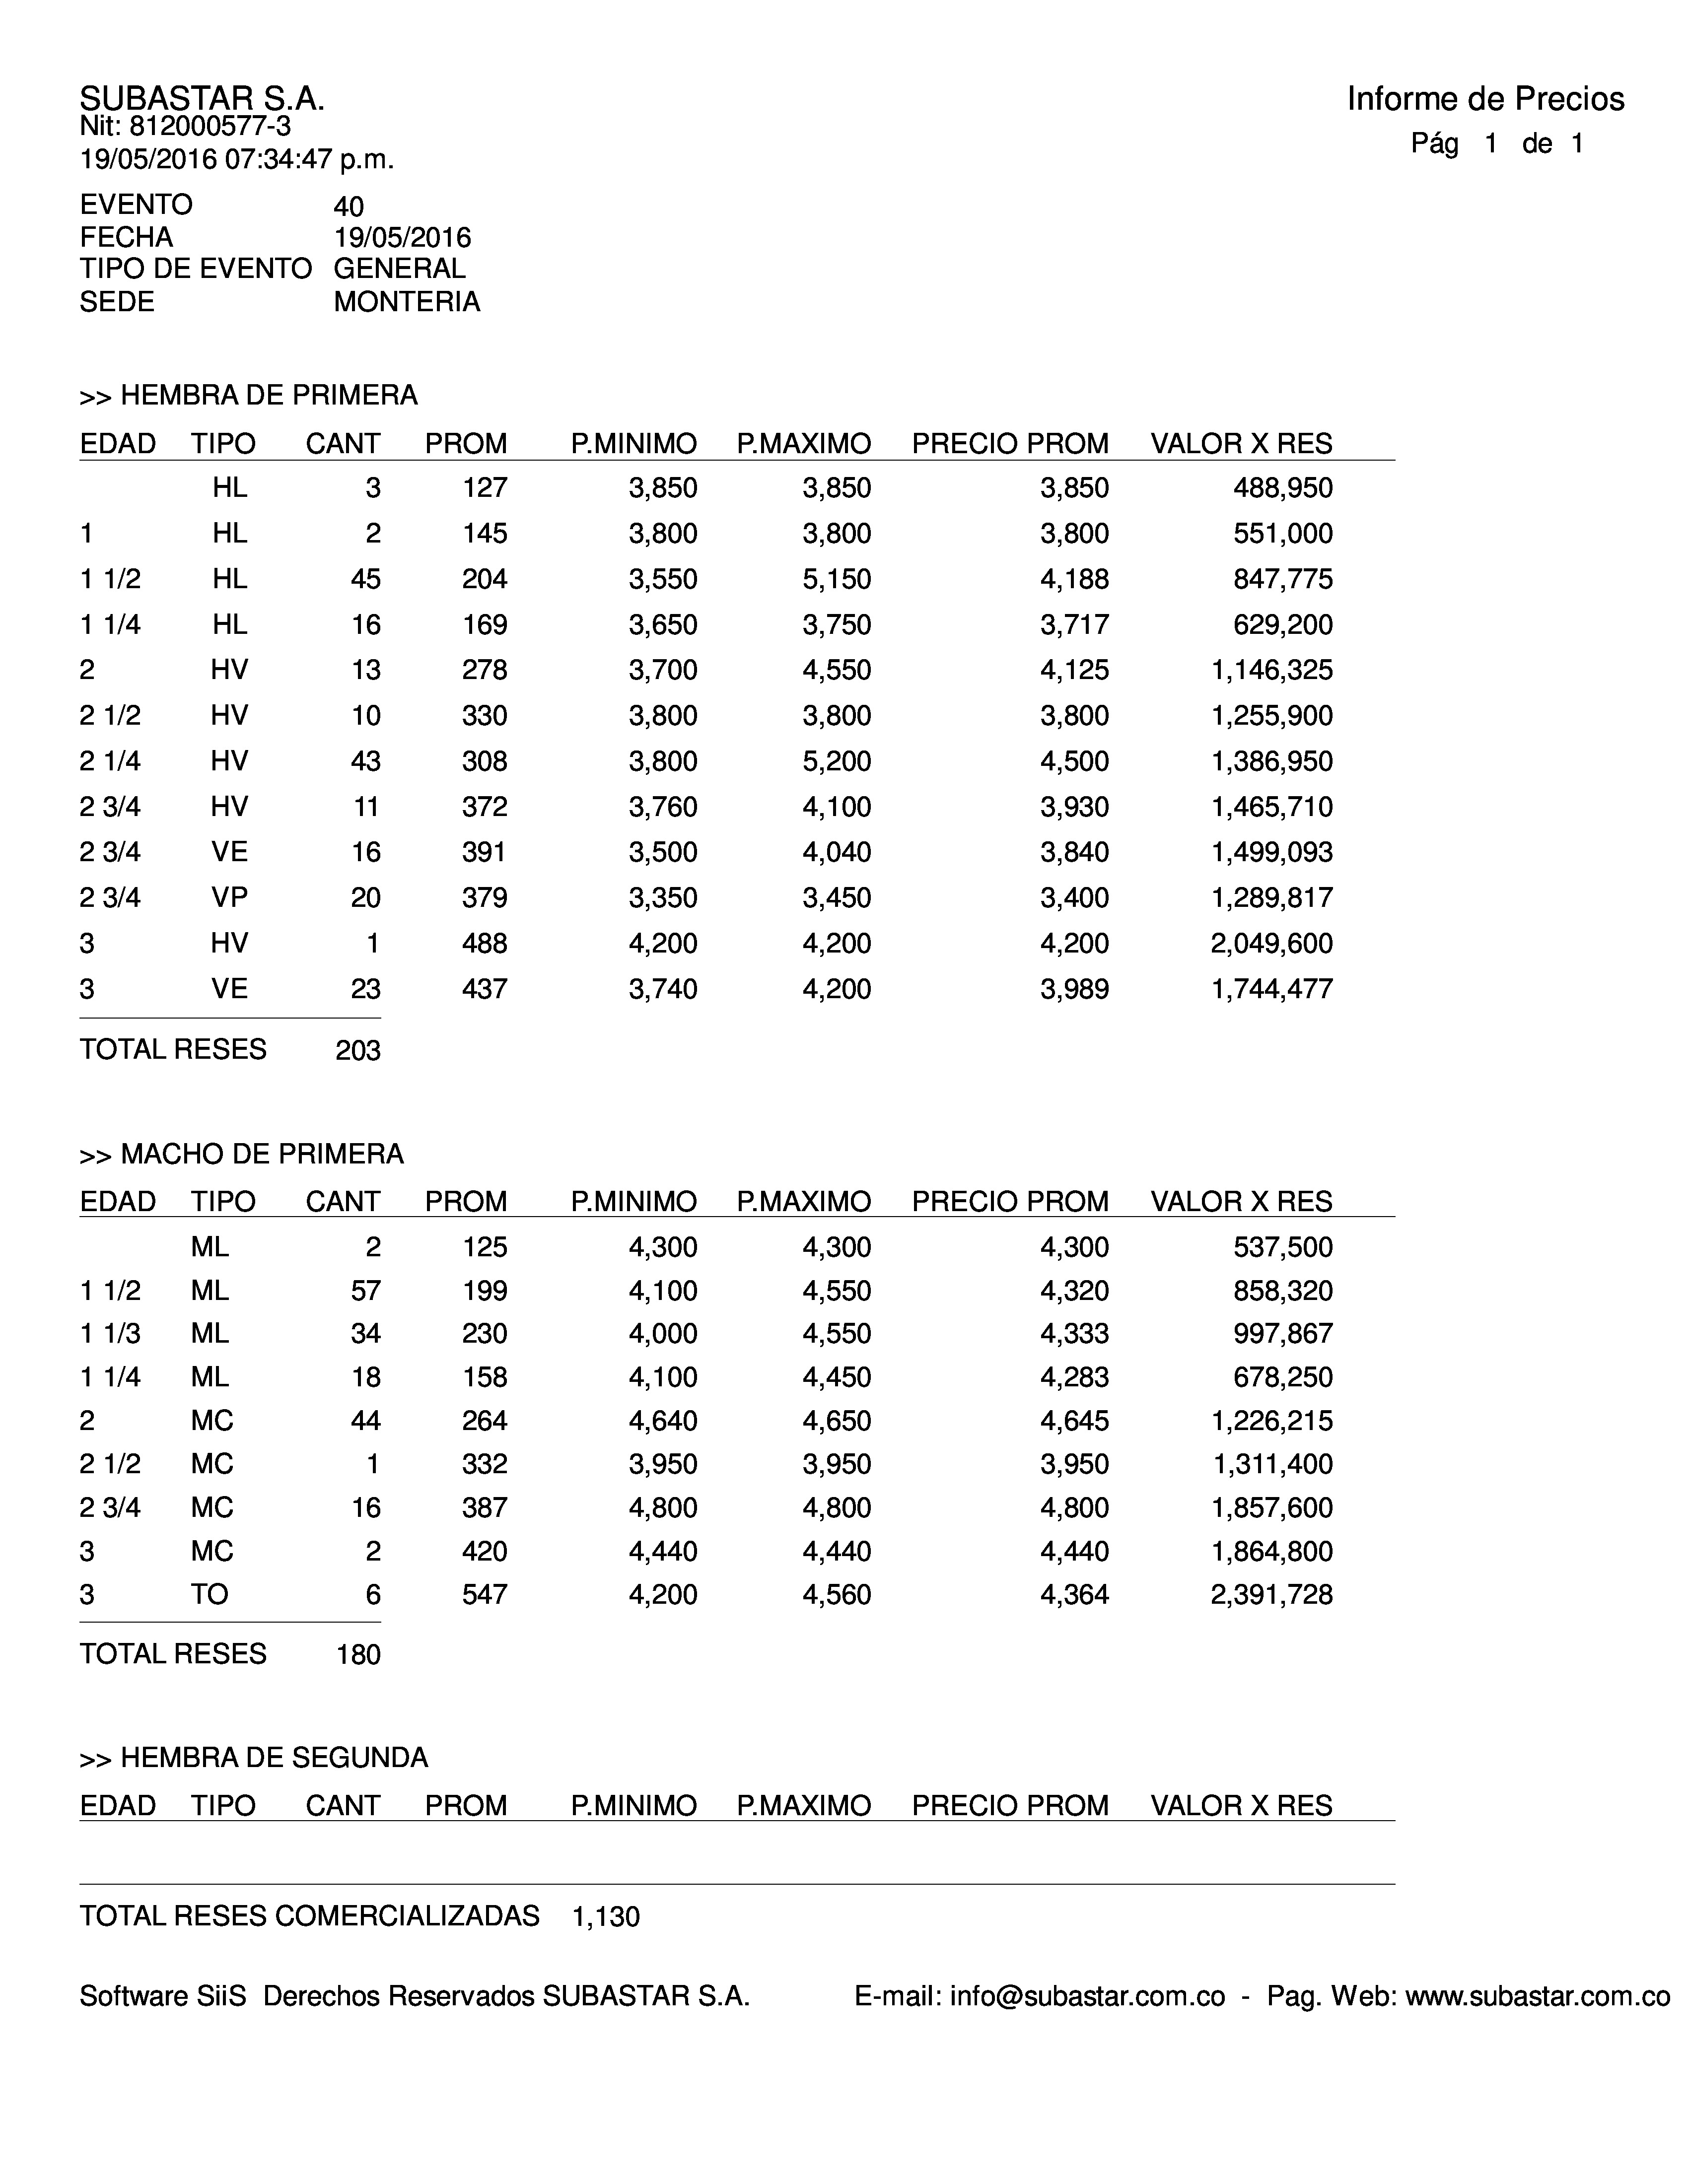 SUBASTAR S.A.
Informe de Precios
Nit: 812000577-3
Pág 1 de 1
19/05/2016 07:34:47 p.m.
EVENTO 40
FECHA 19/05/2016
TIPO DE EVENTO GENERAL
SEDE MONTERIA
>> HEMBRA DE PRIMERA
EDAD TIPO CANT PROM P.MINIMO P.MAXIMO PRECIO PROM VALOR X RES
HL 3 127 3,850 3,850 3,850 488,950
1 HL 2 145 3,800 3,800 3,800 551,000
1 1/2 HL 45 204 3,550 5,150 4,188 847,775
1 1/4 HL 16 169 3,650 3,750 3,717 629,200
2 HV 13 278 3,700 4,550 4,125 1,146,325
2 1/2 HV 10 330 3,800 3,800 3,800 1,255,900
2 1/4 HV 43 308 3,800 5,200 4,500 1,386,950
2 3/4 HV 11 372 3,760 4,100 3,930 1,465,710
2 3/4 VE 16 391 3,500 4,040 3,840 1,499,093
2 3/4 VP 20 379 3,350 3,450 3,400 1,289,817
3 HV 1 488 4,200 4,200 4,200 2,049,600
3 VE 23 437 3,740 4,200 3,989 1,744,477
TOTAL RESES 203
>> MACHO DE PRIMERA
EDAD TIPO CANT PROM P.MINIMO P.MAXIMO PRECIO PROM VALOR X RES
ML 2 125 4,300 4,300 4,300 537,500
1 1/2 ML 57 199 4,100 4,550 4,320 858,320
1 1/3 ML 34 230 4,000 4,550 4,333 997,867
1 1/4 ML 18 158 4,100 4,450 4,283 678,250
2 MC 44 264 4,640 4,650 4,645 1,226,215
2 1/2 MC 1 332 3,950 3,950 3,950 1,311,400
2 3/4 MC 16 387 4,800 4,800 4,800 1,857,600
3 MC 2 420 4,440 4,440 4,440 1,864,800
3 TO 6 547 4,200 4,560 4,364 2,391,728
TOTAL RESES 180
>> HEMBRA DE SEGUNDA
EDAD TIPO CANT PROM P.MINIMO P.MAXIMO PRECIO PROM VALOR X RES
TOTAL RESES COMERCIALIZADAS 1,130
Software SiiS Derechos Reservados SUBASTAR S.A. E-mail: info@subastar.com.co - Pag. Web: www.subastar.com.co